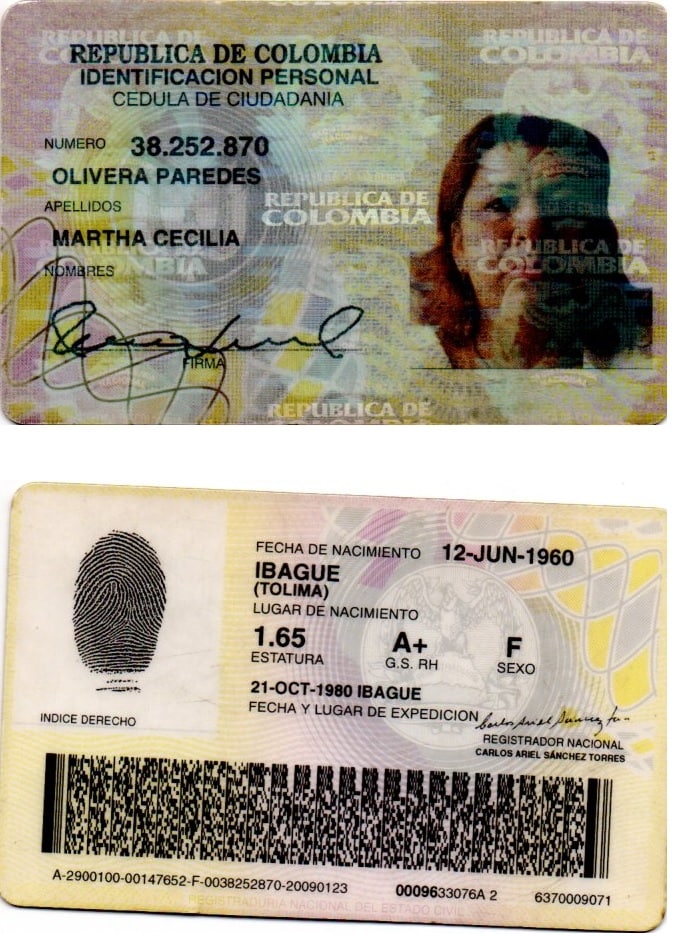 REPUBLICA DE COLOMBIA
IDENTIFICACION PERSONAL
CEDULA DE CIUDADANIA
NUMERO 38.252.870
OLIVERA PAREDES
APELLIDOS
MARTHA CECILIA
NOMBRES
FIRMA
REPUBLICA DE
COLOMBIA
REPUBLICA DE
COLOMBIA
REPUBLICA DE
COLOMBIA
REPUBLICA DE
COLOMBIA
FECHA DE NACIMIENTO 12-JUN-1960
IBAGUE
(TOLIMA)
LUGAR DE NACIMIENTO
1.65 A+ F
ESTATURA G.S. RH SEXO
21-OCT-1980 IBAGUE
FECHA Y LUGAR DE EXPEDICION
INDICE DERECHO
REGISTRADOR NACIONAL
CARLOS ARIEL SÁNCHEZ TORRES
A-2900100-00147652-F-0038252870-20090123 0009633076A 2 6370009071
REGISTRADURIA NACIONAL DEL ESTADO CIVIL